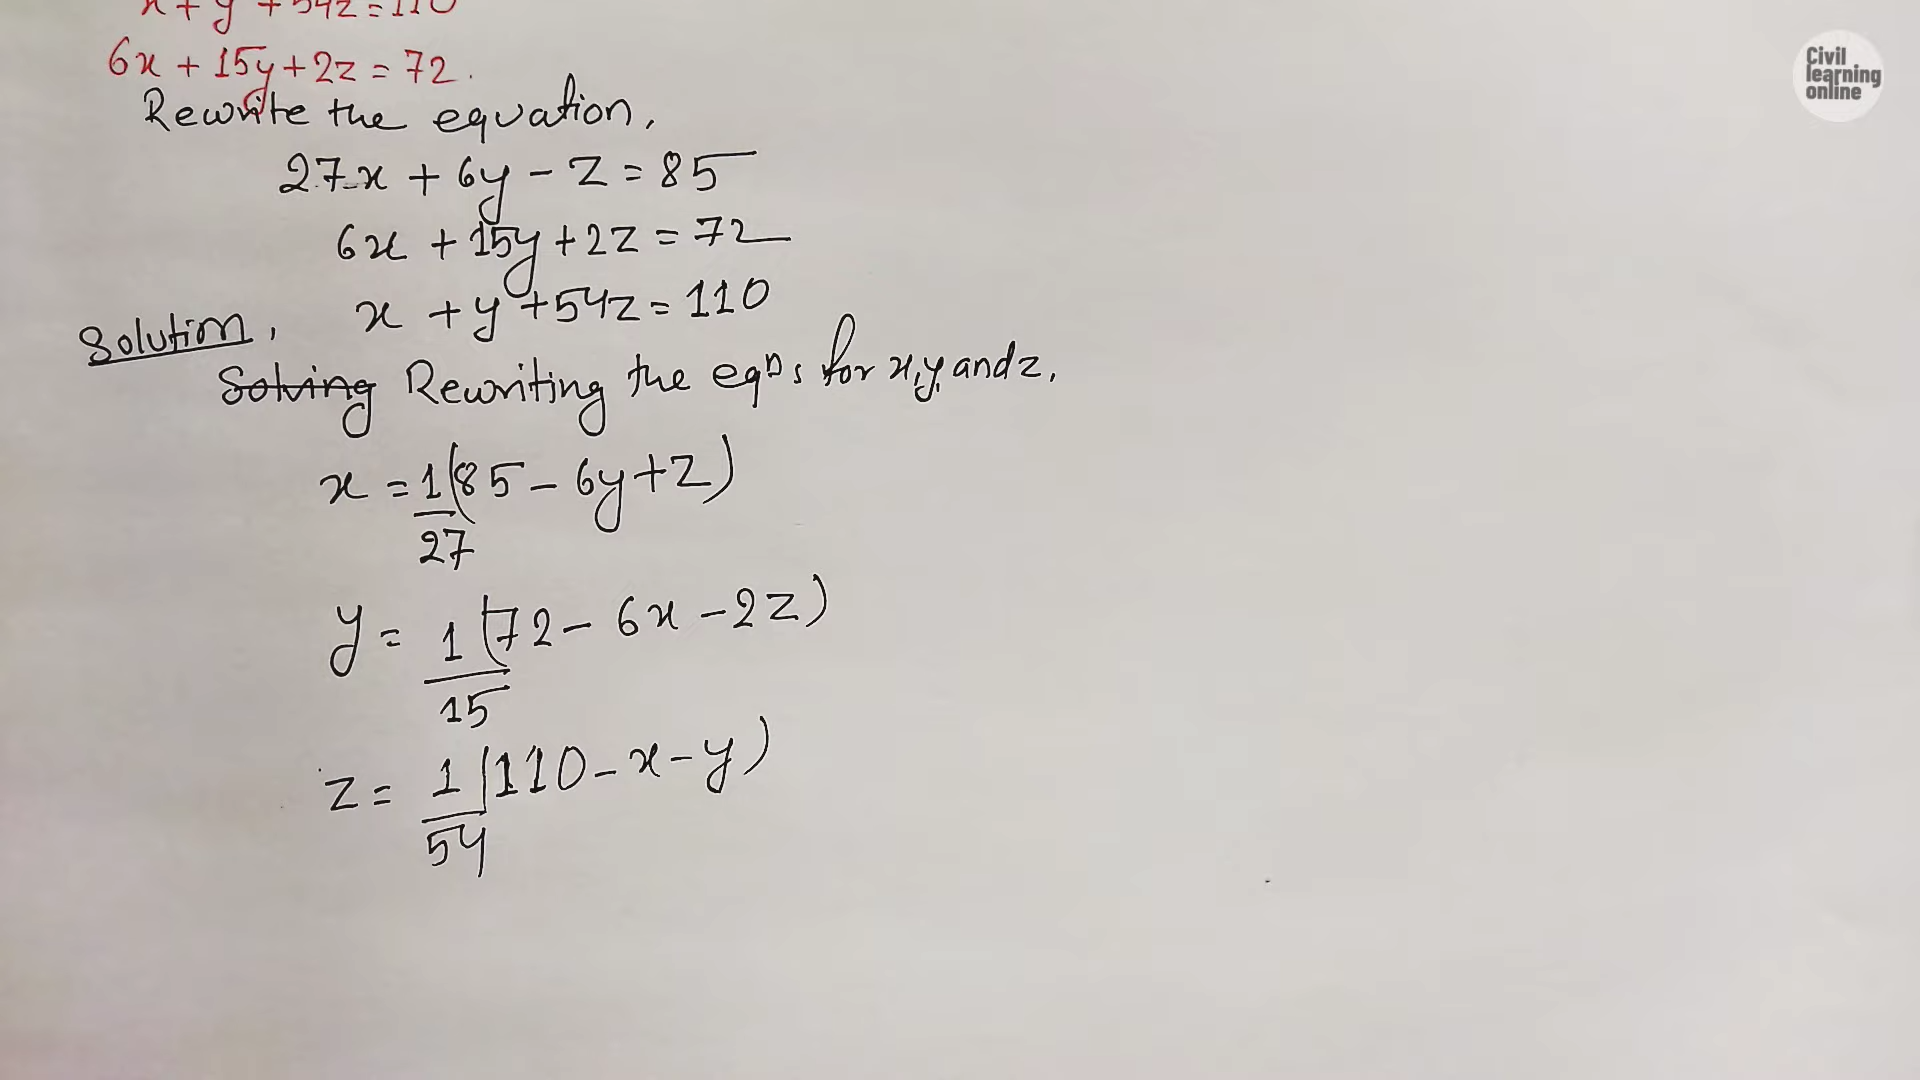 x + y + 54z = 110
6x + 15y + 2z = 72.
Rewrite the equation,
27x + 6y - z = 85
6x + 15y + 2z = 72
x + y + 54z = 110
Solution,
Solving Rewriting the eqns for x, y, and z,
x = 1/27 (85 - 6y + z)
y = 1/15 (72 - 6x - 2z)
z = 1/54 (110 - x - y)
Civil
learning
online